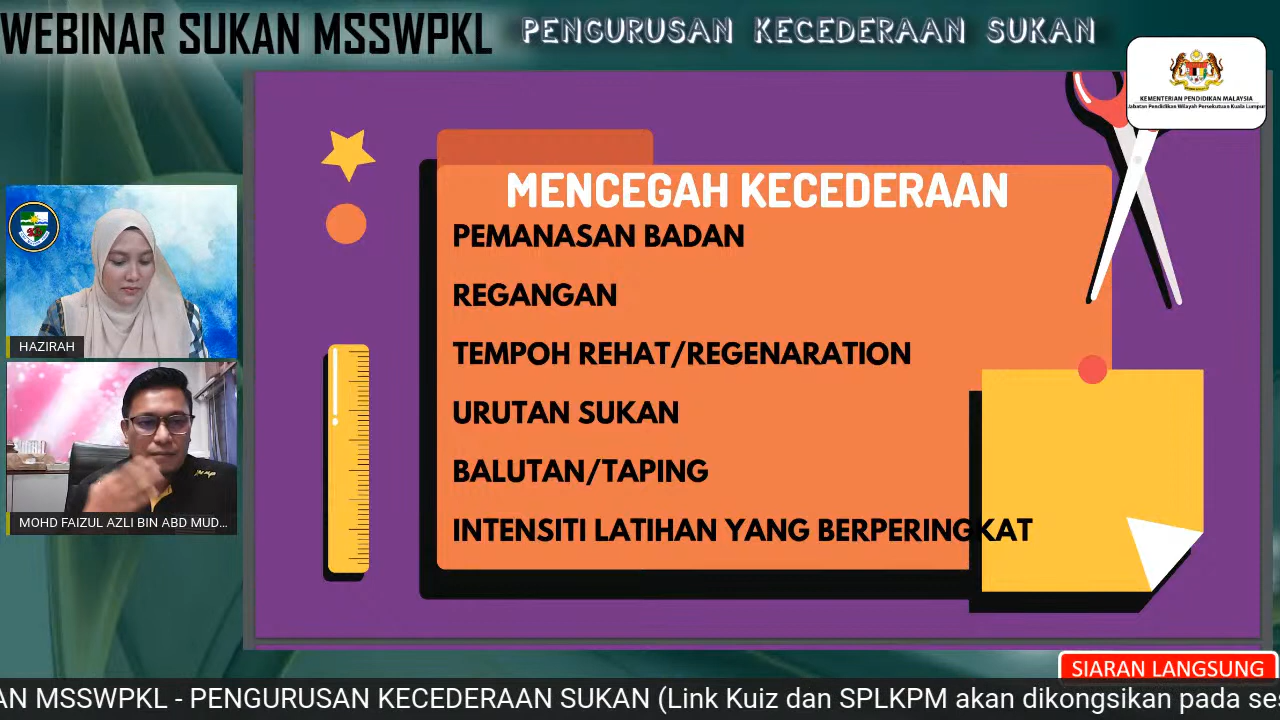 WEBINAR SUKAN MSSWPKL
PENGURUSAN KECEDERAAN SUKAN
KEMENTERIAN PENDIDIKAN MALAYSIA
Jabatan Pendidikan Wilayah Persekutuan Kuala Lumpur
MENCEGAH KECEDERAAN
PEMANASAN BADAN
REGANGAN
TEMPOH REHAT/REGENARATION
URUTAN SUKAN
BALUTAN/TAPING
INTENSITI LATIHAN YANG BERPERINGKAT
HAZIRAH
MOHD FAIZUL AZLI BIN ABD MUD...
SIARAN LANGSUNG
AN MSSWPKL - PENGURUSAN KECEDERAAN SUKAN (Link Kuiz dan SPLKPM akan dikongsikan pada ses